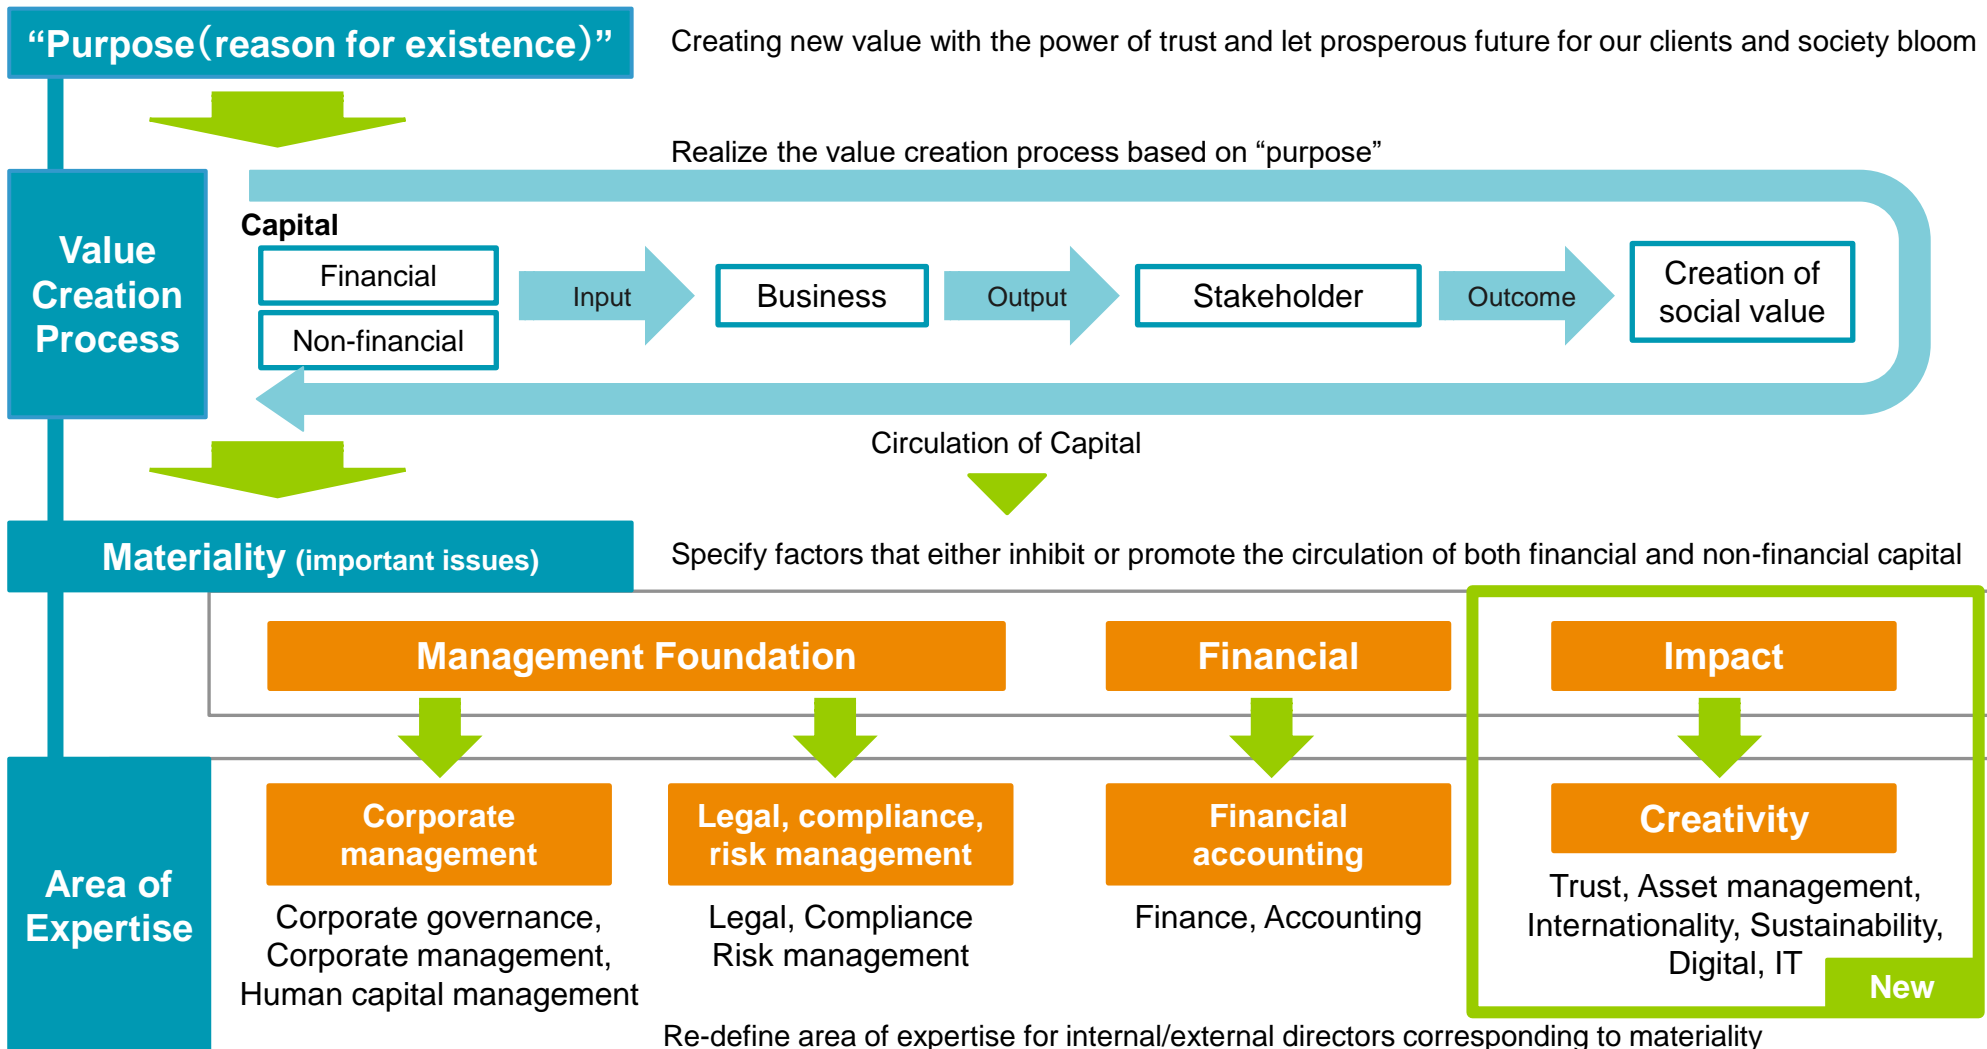 “Purpose（reason for existence）”
Creating new value with the power of trust and let prosperous future for our clients and society bloom
Realize the value creation process based on “purpose”
Value
Creation
Process
Capital
Financial
Non-financial
Input
Business
Output
Stakeholder
Outcome
Creation of
social value
Circulation of Capital
Materiality (important issues)
Specify factors that either inhibit or promote the circulation of both financial and non-financial capital
Management Foundation
Financial
Impact
Area of
Expertise
Corporate
management
Corporate governance,
Corporate management,
Human capital management
Legal, compliance,
risk management
Legal, Compliance
Risk management
Financial
accounting
Finance, Accounting
Creativity
Trust, Asset management,
Internationality, Sustainability,
Digital, IT
New
Re-define area of expertise for internal/external directors corresponding to materiality